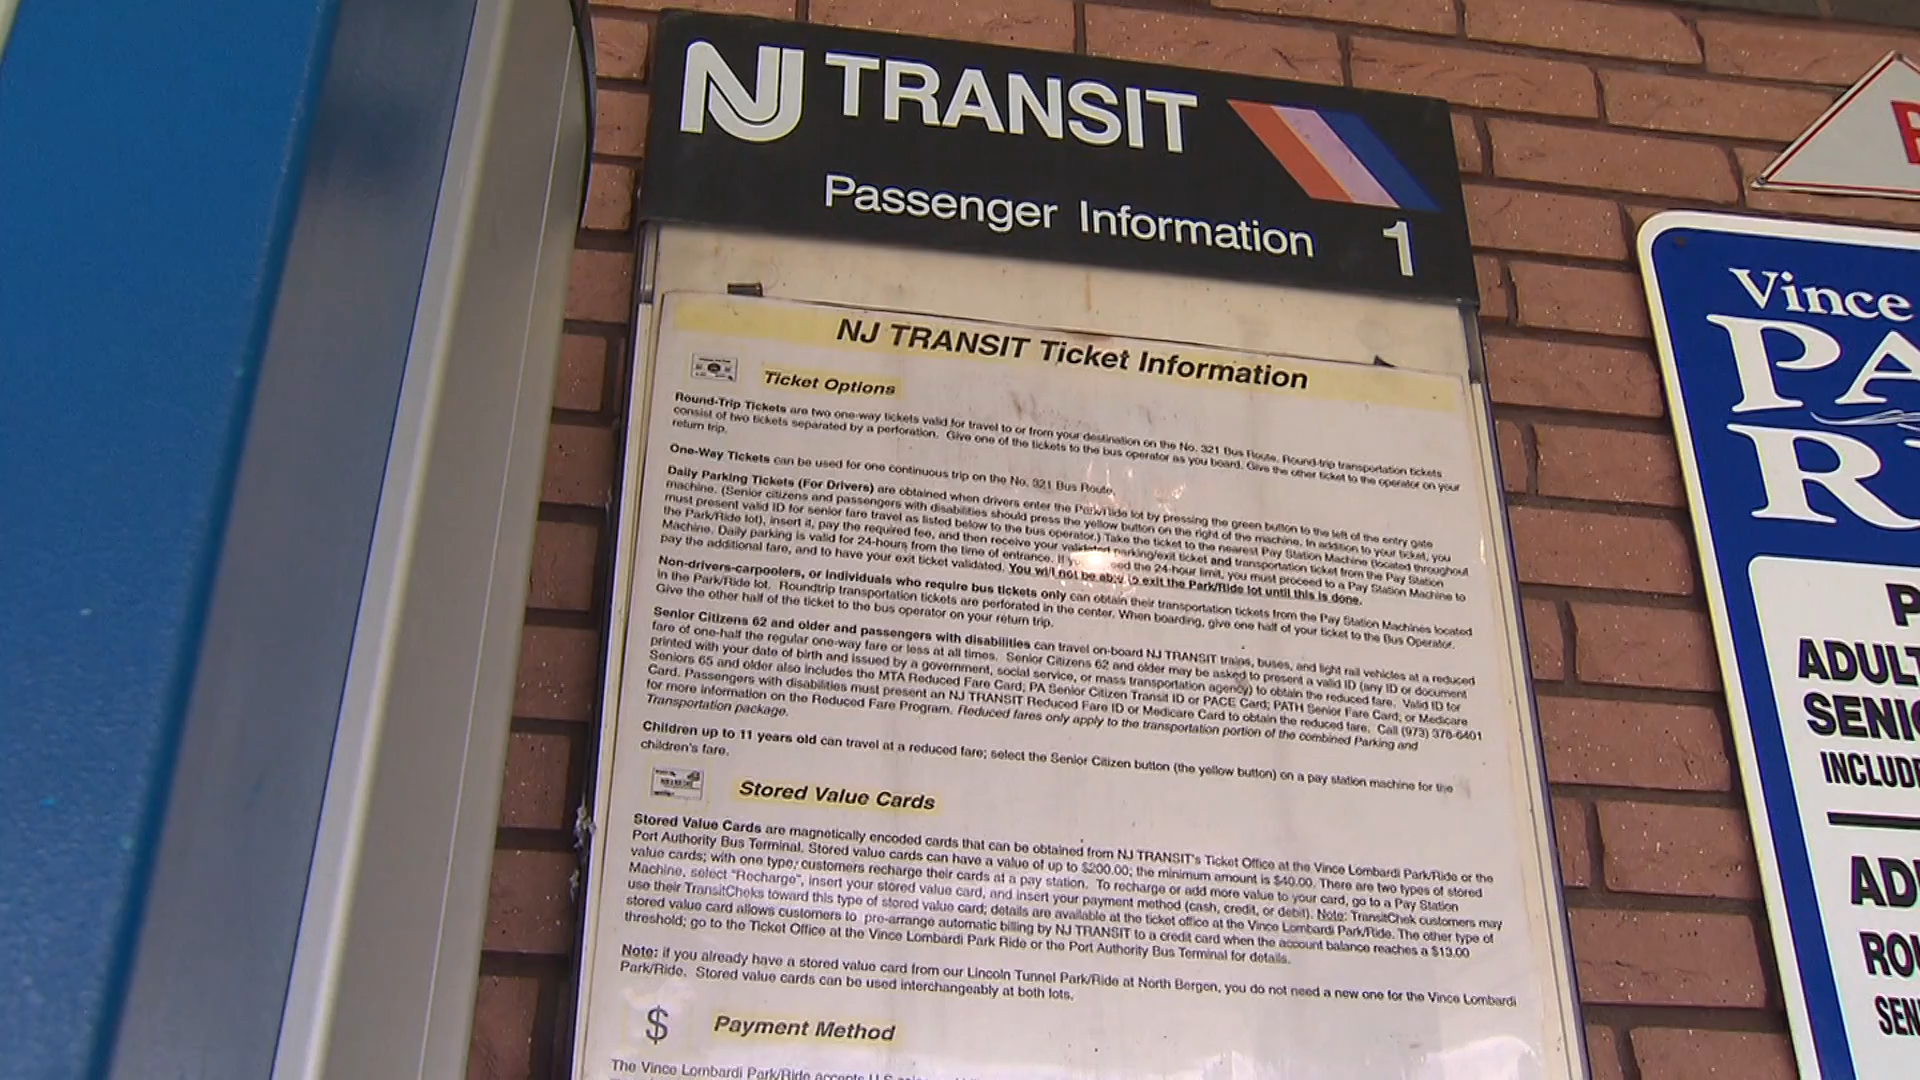 NJ TRANSIT
Passenger Information 1
NJ TRANSIT Ticket Information
Ticket Options
Round-Trip Tickets are two one-way tickets valid for travel to or from your destination on the No. 321 Bus Route. Round-trip transportation tickets
consist of two tickets separated by a perforation. Give one of the tickets to the bus operator as you board. Give the other ticket to the operator on your
return trip.
One-Way Tickets can be used for one continuous trip on the No. 321 Bus Route.
Daily Parking Tickets (For Drivers) are obtained when drivers enter the Park/Ride lot by pressing the green button to the left of the entry gate
machine. (Senior citizens and passengers with disabilities should press the yellow button on the right of the machine. In addition to your ticket, you
must present valid ID for senior fare travel as listed below to the bus operator.) Take the ticket to the nearest Pay Station Machine (located throughout
the Park/Ride lot), insert it, pay the required fee, and then receive your validated parking/exit ticket and transportation ticket from the Pay Station
Machine. Daily parking is valid for 24-hours from the time of entrance. If the 24-hour limit, you must proceed to a Pay Station Machine to
pay the additional fare, and to have your exit ticket validated. You will not be able to exit the Park/Ride lot until this is done.
Non-drivers-carpoolers, or individuals who require bus tickets only can obtain their transportation tickets from the Pay Station Machines located
in the Park/Ride lot. Roundtrip transportation tickets are perforated in the center. When boarding, give one half of your ticket to the Bus Operator.
Give the other half of the ticket to the bus operator on your return trip.
Senior Citizens 62 and older and passengers with disabilities can travel on-board NJ TRANSIT trains, buses, and light rail vehicles at a reduced
fare of one-half the regular one-way fare or less at all times. Senior Citizens 62 and older may be asked to present a valid ID (any ID or document
printed with your date of birth and issued by a government, social service, or mass transportation agency) to obtain the reduced fare. Valid ID for
Seniors 65 and older also includes the MTA Reduced Fare Card; PA Senior Citizen Transit ID or PACE Card; PATH Senior Fare Card; or Medicare
Card. Passengers with disabilities must present an NJ TRANSIT Reduced Fare ID or Medicare Card to obtain the reduced fare. Call (973) 378-6401
for more information on the Reduced Fare Program. Reduced fares only apply to the transportation portion of the combined Parking and
Transportation package.
Children up to 11 years old can travel at a reduced fare; select the Senior Citizen button (the yellow button) on a pay station machine for the
children's fare.
Stored Value Cards
Stored Value Cards are magnetically encoded cards that can be obtained from NJ TRANSIT's Ticket Office at the Vince Lombardi Park/Ride or the
Port Authority Bus Terminal. Stored value cards can have a value of up to $200.00; the minimum amount is $40.00. There are two types of stored
value cards; with one type, customers recharge their cards at a pay station. To recharge or add more value to your card, go to a Pay Station
Machine, select "Recharge", insert your stored value card, and insert your payment method (cash, credit, or debit). Note: TransitChek customers may
use their TransitCheks toward this type of stored value card; details are available at the ticket office at the Vince Lombardi Park/Ride. The other type of
stored value card allows customers to pre-arrange automatic billing by NJ TRANSIT to a credit card when the account balance reaches a $13.00
threshold; go to the Ticket Office at the Vince Lombardi Park Ride or the Port Authority Bus Terminal for details.
Note: if you already have a stored value card from our Lincoln Tunnel Park/Ride at North Bergen, you do not need a new one for the Vince Lombardi
Park/Ride. Stored value cards can be used interchangeably at both lots.
$ Payment Method
The Vince Lombardi Park/Ride accepts U.S.
Vince
PA
R
P
ADULT
SENIO
INCLUDE
AD
ROU
SEN